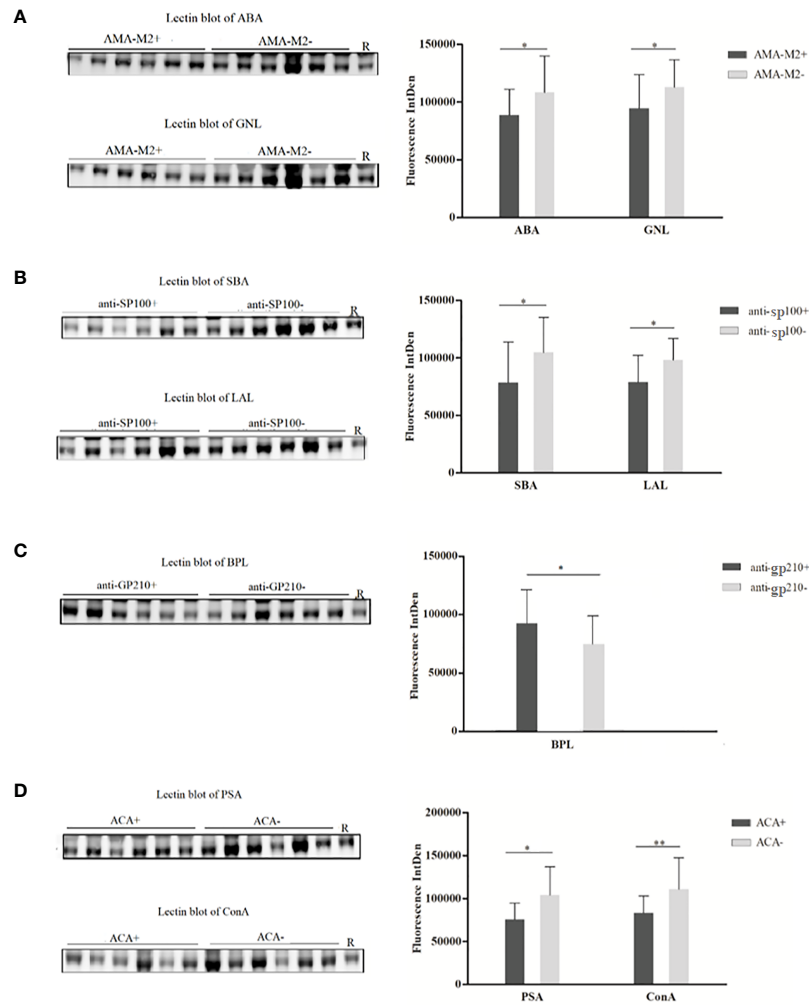 A
Lectin blot of ABA
AMA-M2+ AMA-M2- R
Lectin blot of GNL
AMA-M2+ AMA-M2- R
Fluorescence IntDen
150000
100000
50000
0
* *
ABA GNL
AMA-M2+
AMA-M2-
B
Lectin blot of SBA
anti-SP100+ anti-SP100- R
Lectin blot of LAL
anti-SP100+ anti-SP100- R
Fluorescence IntDen
150000
100000
50000
0
* *
SBA LAL
anti-sp100+
anti-sp100-
C
Lectin blot of BPL
anti-GP210+ anti-GP210- R
Fluorescence IntDen
150000
100000
50000
0
*
BPL
anti-gp210+
anti-gp210-
D
Lectin blot of PSA
ACA+ ACA- R
Lectin blot of ConA
ACA+ ACA- R
Fluorescence IntDen
200000
150000
100000
50000
0
* **
PSA ConA
ACA+
ACA-